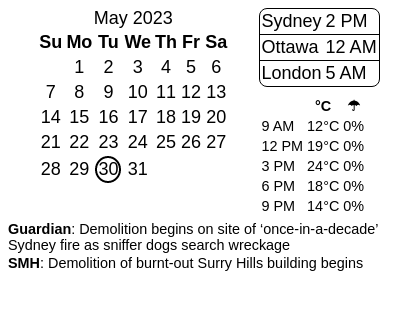 May 2023
Su Mo Tu We Th Fr Sa
1 2 3 4 5 6
7 8 9 10 11 12 13
14 15 16 17 18 19 20
21 22 23 24 25 26 27
28 29 30 31
Sydney 2 PM
Ottawa 12 AM
London 5 AM
°C ☂
9 AM 12°C 0%
12 PM 19°C 0%
3 PM 24°C 0%
6 PM 18°C 0%
9 PM 14°C 0%
Guardian: Demolition begins on site of ‘once-in-a-decade’
Sydney fire as sniffer dogs search wreckage
SMH: Demolition of burnt-out Surry Hills building begins